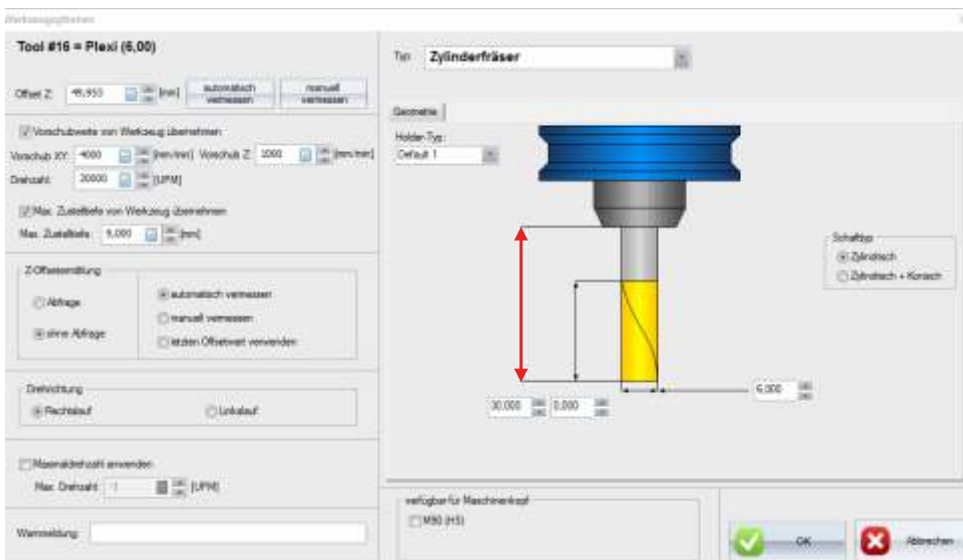 Werkzeugoptionen
Tool #16 = Plexi (6,00)
Offset Z: [mm] automatisch vermessen manuell vermessen
Vorschubwerte von Werkzeug übernehmen
Vorschub XY: 4000 [mm/min] Vorschub Z: 1000 [mm/min]
Drehzahl: 20000 [UPM]
Max. Zustelltiefe von Werkzeug übernehmen
Max. Zustelltiefe: [mm]
Z-Offsetermittlung
Abfrage
ohne Abfrage
automatisch vermessen
manuell vermessen
letzten Offsetwert verwenden
Drehrichtung
Rechtslauf
Linkslauf
Materialdrehzahl anwenden
Max. Drehzahl: [UPM]
Warnmeldung:
Typ: Zylinderfräser
Geometrie
Holder-Typ:
Default 1
Schafttyp
Zylindrisch
Zylindrisch + Konisch
6,000
30,000 0,000
verfügbar für Maschinenkopf
M90 (HS)
OK
Abbrechen